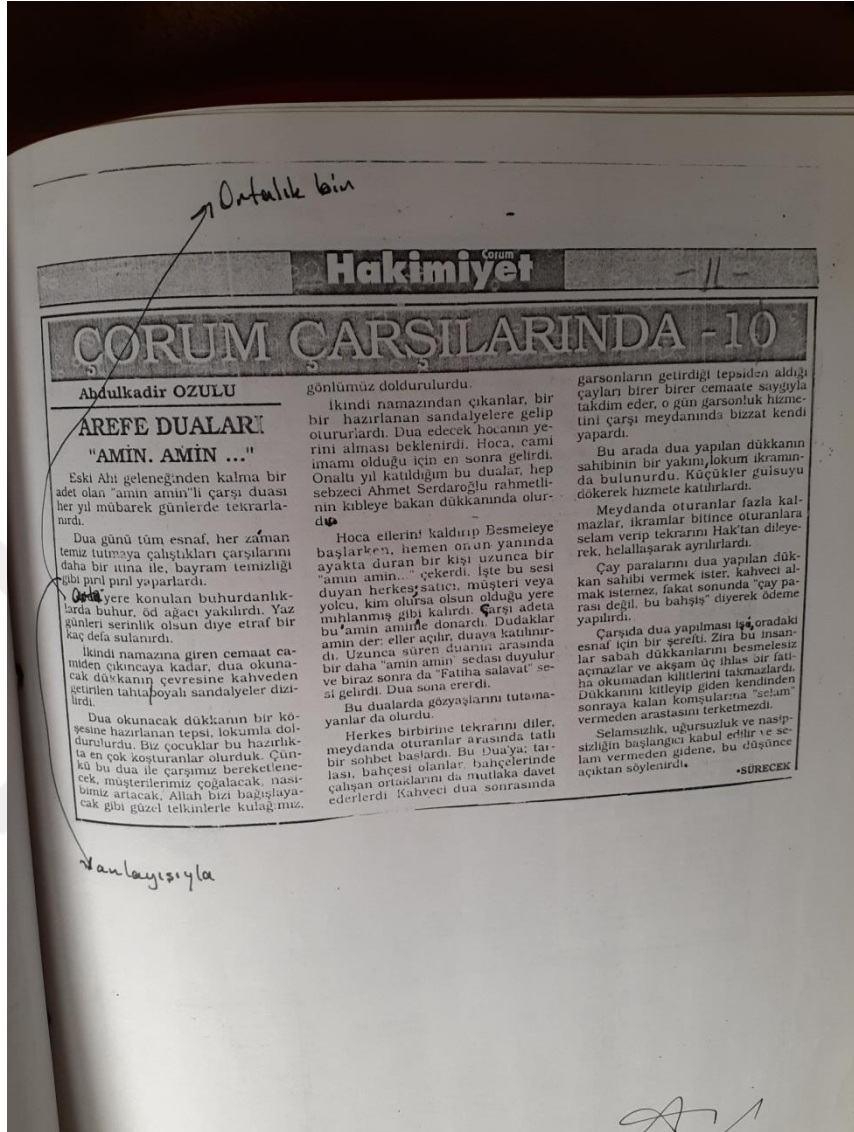 Ortalık bin
Çorum
Hakimiyet
-11-
ÇORUM ÇARŞILARINDA -10
Abdulkadir OZULU
AREFE DUALARI
"AMİN. AMİN ..."
Eski Ahi geleneğinden kalma bir
adet olan "amin amin"li çarşı duası
her yıl mübarek günlerde tekrarla-
nırdı.
Dua günü tüm esnaf, her zaman
temiz tutmaya çalıştıkları çarşılarını
daha bir itina ile, bayram temizliği
gibi pırıl pırıl yaparlardı.
yere konulan buhurdanlık-
larda buhur, öd ağacı yakılırdı. Yaz
günleri serinlik olsun diye etraf bir
kaç defa sulanırdı.
İkindi namazına giren cemaat ca-
miden çıkıncaya kadar, dua okuna-
cak dükkanın çevresine kahveden
getirilen tahta boyalı sandalyeler dizi-
lirdi.
Dua okunacak dükkanın bir kö-
şesine hazırlanan tepsi, lokumla dol-
durulurdu. Biz çocuklar bu hazırlık-
ta en çok koşturanlar olurduk. Çün-
kü bu dua ile çarşımız bereketlene-
cek, müşterilerimiz çoğalacak, nasi-
bimiz artacak, Allah bizi bağışlaya-
cak gibi güzel telkinlerle kulağımız,
gönlümüz doldurulurdu.
İkindi namazından çıkanlar, bir
bir hazırlanan sandalyelere gelip
otururlardı. Dua edecek hocanın ye-
rini alması beklenirdi. Hoca, cami
imamı olduğu için en sonra gelirdi.
Onaltı yıl katıldığım bu dualar, hep
sebzeci Ahmet Serdaroğlu rahmetli-
nin kıbleye bakan dükkanında olur-
du
Hoca ellerini kaldırıp Besmeleye
başlarken, hemen onun yanında
ayakta duran bir kişi uzunca bir
"amin amin..." çekerdi. İşte bu sesi
duyan herkes, satıcı, müşteri veya
yolcu, kim olursa olsun olduğu yere
mıhlanmış gibi kalırdı. Çarşı adeta
bu amin aminle donardı. Dudaklar
amin der; eller açılır, duaya katılınır-
dı. Uzunca süren duanın arasında
bir daha "amin amin" sedası duyulur
ve biraz sonra da "Fatiha salavat" se-
si gelirdi. Dua sona ererdi.
Bu dualarda gözyaşlarını tutama-
yanlar da olurdu.
Herkes birbirine tekrarını diler,
meydanda oturanlar arasında tatlı
bir sohbet başlardı. Bu Dua'ya; tar-
lası, bahçesi olanlar, bahçelerinde
çalışan ortaklarını da mutlaka davet
ederlerdi Kahveci dua sonrasında
garsonların getirdiği tepsiden aldığı
çayları birer birer cemaate saygıyla
takdim eder, o gün garsonluk hizme-
tini çarşı meydanında bizzat kendi
yapardı.
Bu arada dua yapılan dükkanın
sahibinin bir yakını, lokum ikramın-
da bulunurdu. Küçükler gülsuyu
dökerek hizmete katılırlardı.
Meydanda oturanlar fazla kal-
mazlar, ikramlar bitince oturanlara
selam verip tekrarını Hak'tan dileye-
rek, helallaşarak ayrılırlardı.
Çay paralarını dua yapılan dük-
kan sahibi vermek ister, kahveci al-
mak istemez, fakat sonunda "çay pa-
rası değil, bu bahşiş" diyerek ödeme
yapılırdı.
Çarşıda dua yapılması ise, oradaki
esnaf için bir şerefti. Zira bu insan-
lar sabah dükkanlarını besmelesiz
açmazlar ve akşam üç ihlas bir fati-
ha okumadan kilitlerini takmazlardı.
Dükkanını kitleyip giden kendinden
sonraya kalan komşularına "selam"
vermeden arastasını terketmezdi.
Selamsızlık, uğursuzluk ve nasip-
sizliğin başlangıcı kabul edilir ve se-
lam vermeden gidene, bu düşünce
açıktan söylenirdi.
•SÜRECEK
anlayışıyla